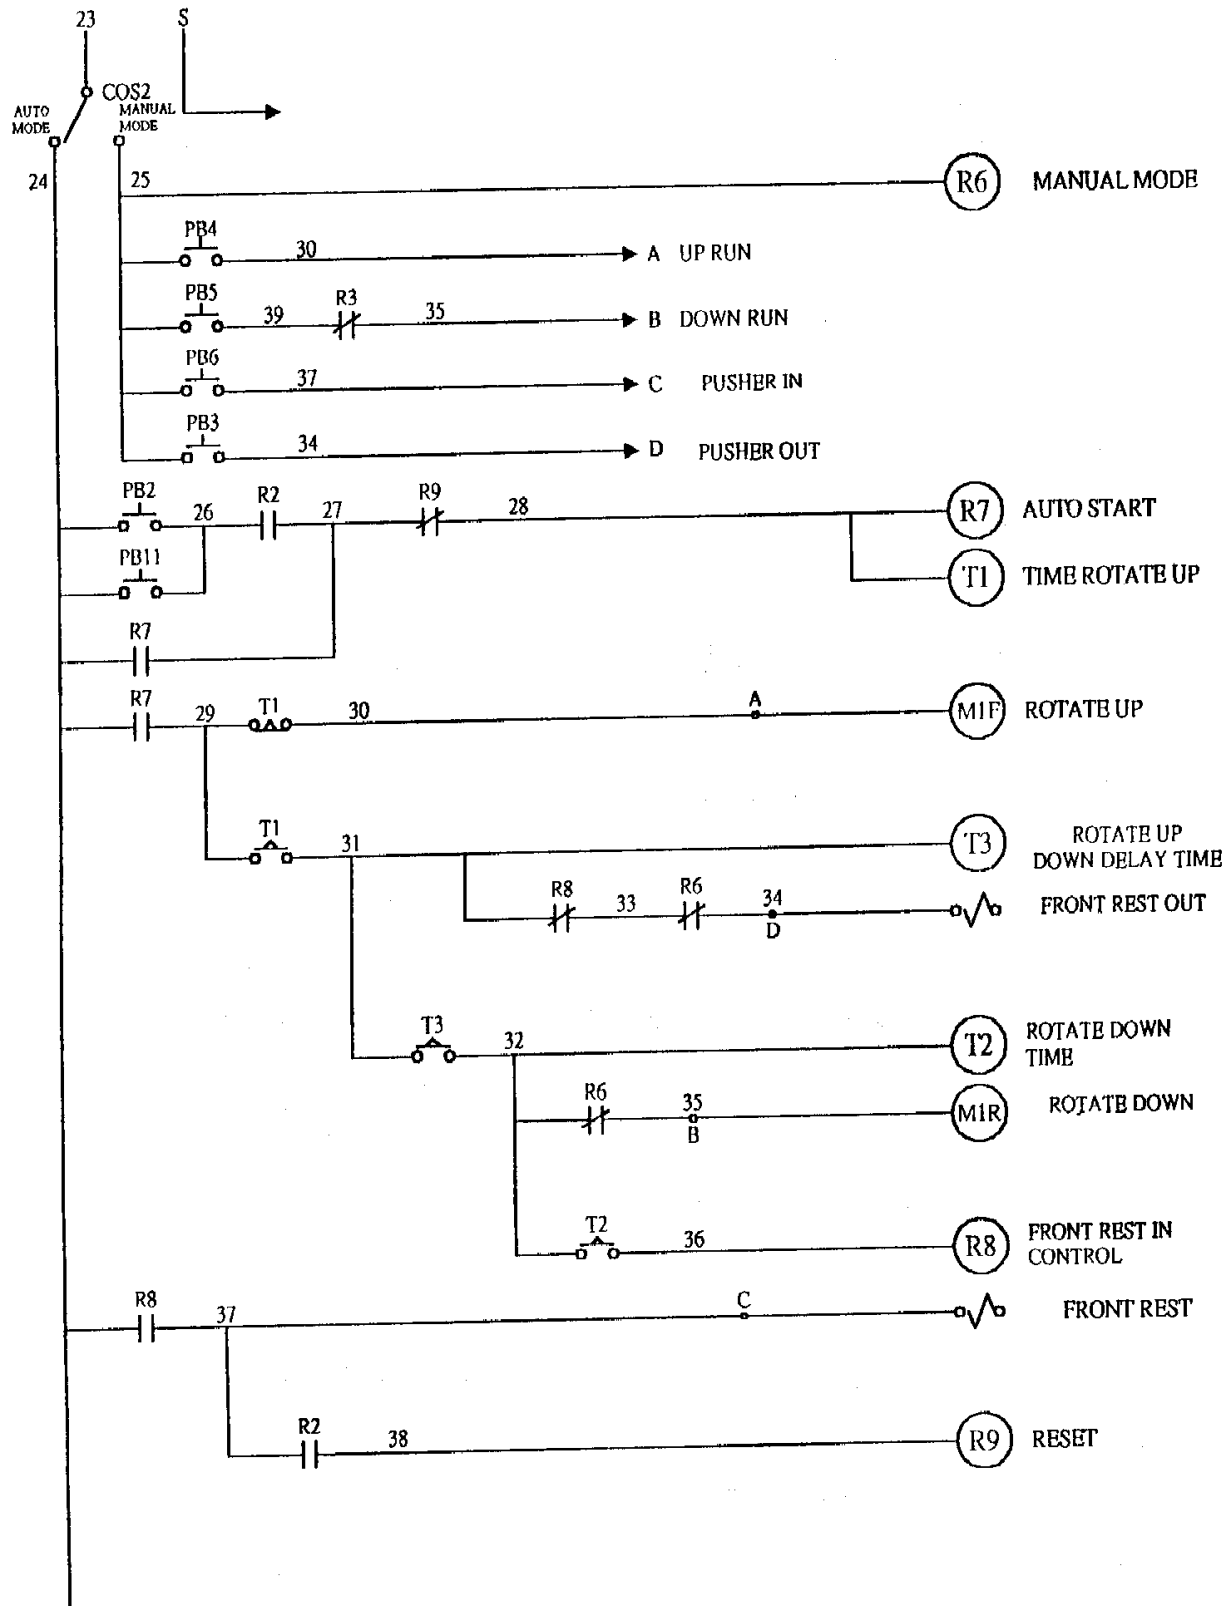 23 S
COS2
AUTO MODE
MANUAL MODE
24 25 R6 MANUAL MODE
PB4
30 A UP RUN
PB5 R3
39 35 B DOWN RUN
PB6
37 C PUSHER IN
PB3
34 D PUSHER OUT
PB2 R2 R9
26 27 28 R7 AUTO START
PB11
T1 TIME ROTATE UP
R7
R7 T1 A
29 30 M1F ROTATE UP
T1
31 T3 ROTATE UP
DOWN DELAY TIME
R8 33 R6 34 FRONT REST OUT
D
T3
32 T2 ROTATE DOWN
TIME
R6 35 M1R ROTATE DOWN
B
T2
36 R8 FRONT REST IN
CONTROL
R8 37 C FRONT REST
R2 38 R9 RESET